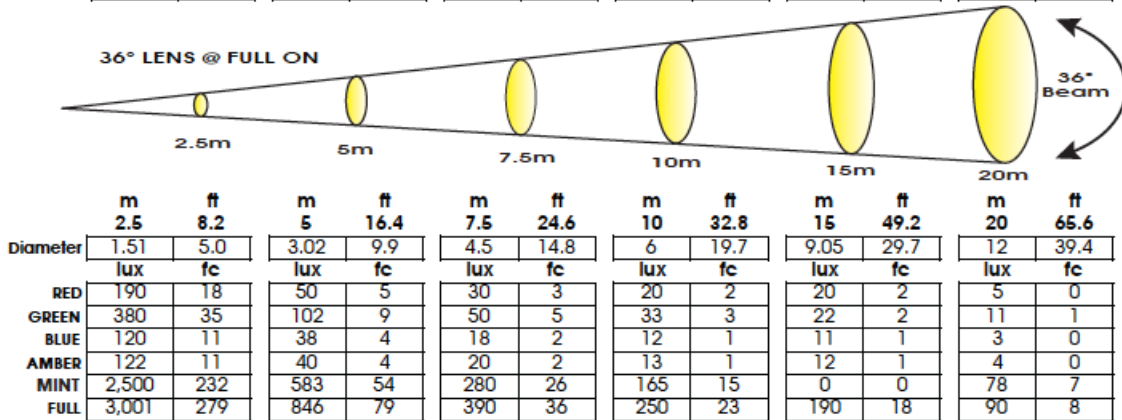 36° LENS @ FULL ON
36°
Beam
2.5m 5m 7.5m 10m 15m 20m
m ft m ft m ft m ft m ft m ft
2.5 8.2 5 16.4 7.5 24.6 10 32.8 15 49.2 20 65.6
Diameter 1.51 5.0 3.02 9.9 4.5 14.8 6 19.7 9.05 29.7 12 39.4
lux fc lux fc lux fc lux fc lux fc lux fc
RED 190 18 50 5 30 3 20 2 20 2 5 0
GREEN 380 35 102 9 50 5 33 3 22 2 11 1
BLUE 120 11 38 4 18 2 12 1 11 1 3 0
AMBER 122 11 40 4 20 2 13 1 12 1 4 0
MINT 2,500 232 583 54 280 26 165 15 0 0 78 7
FULL 3,001 279 846 79 390 36 250 23 190 18 90 8